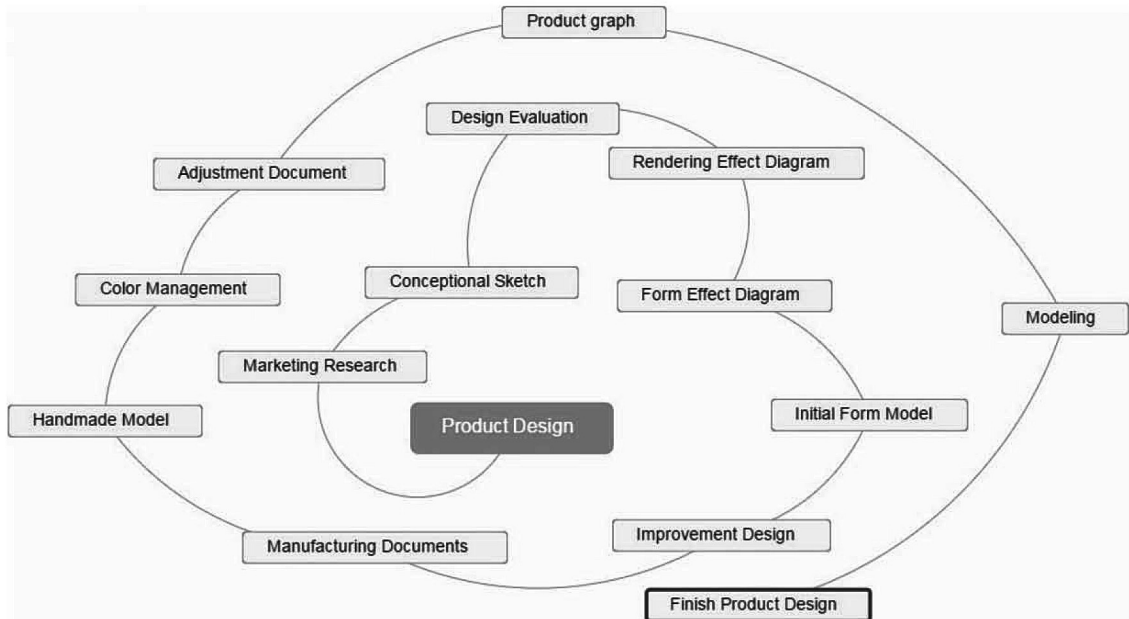 Product graph
Design Evaluation
Rendering Effect Diagram
Adjustment Document
Conceptional Sketch
Color Management
Form Effect Diagram
Modeling
Marketing Research
Initial Form Model
Handmade Model
Product Design
Improvement Design
Manufacturing Documents
Finish Product Design